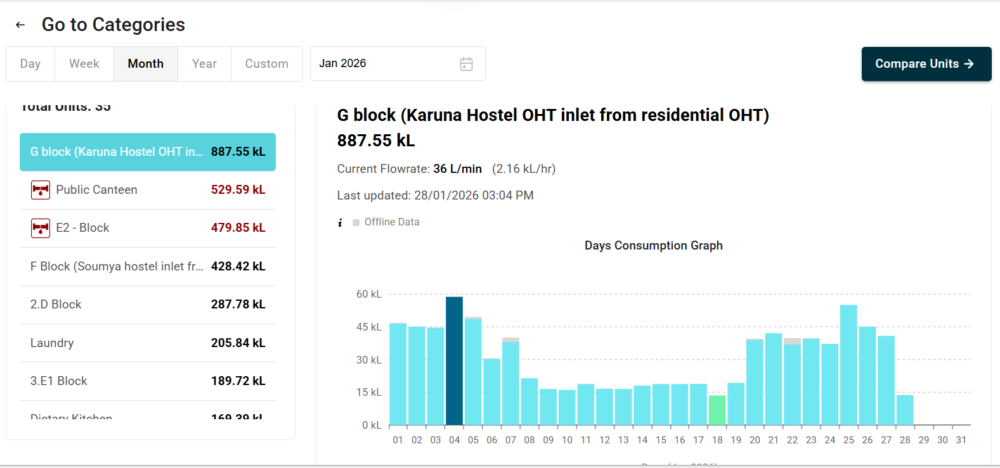 ← Go to Categories
Day Week Month Year Custom Jan 2026 Compare Units →
Total Units: 35
G block (Karuna Hostel OHT in... 887.55 kL
Public Canteen 529.59 kL
E2 - Block 479.85 kL
F Block (Soumya hostel inlet fr... 428.42 kL
2.D Block 287.78 kL
Laundry 205.84 kL
3.E1 Block 189.72 kL
Dietary Kitchen 169.39 kL
G block (Karuna Hostel OHT inlet from residential OHT)
887.55 kL
Current Flowrate: 36 L/min (2.16 kL/hr)
Last updated: 28/01/2026 03:04 PM
i Offline Data
Days Consumption Graph
60 kL
45 kL
30 kL
15 kL
0 kL
01 02 03 04 05 06 07 08 09 10 11 12 13 14 15 16 17 18 19 20 21 22 23 24 25 26 27 28 29 30 31